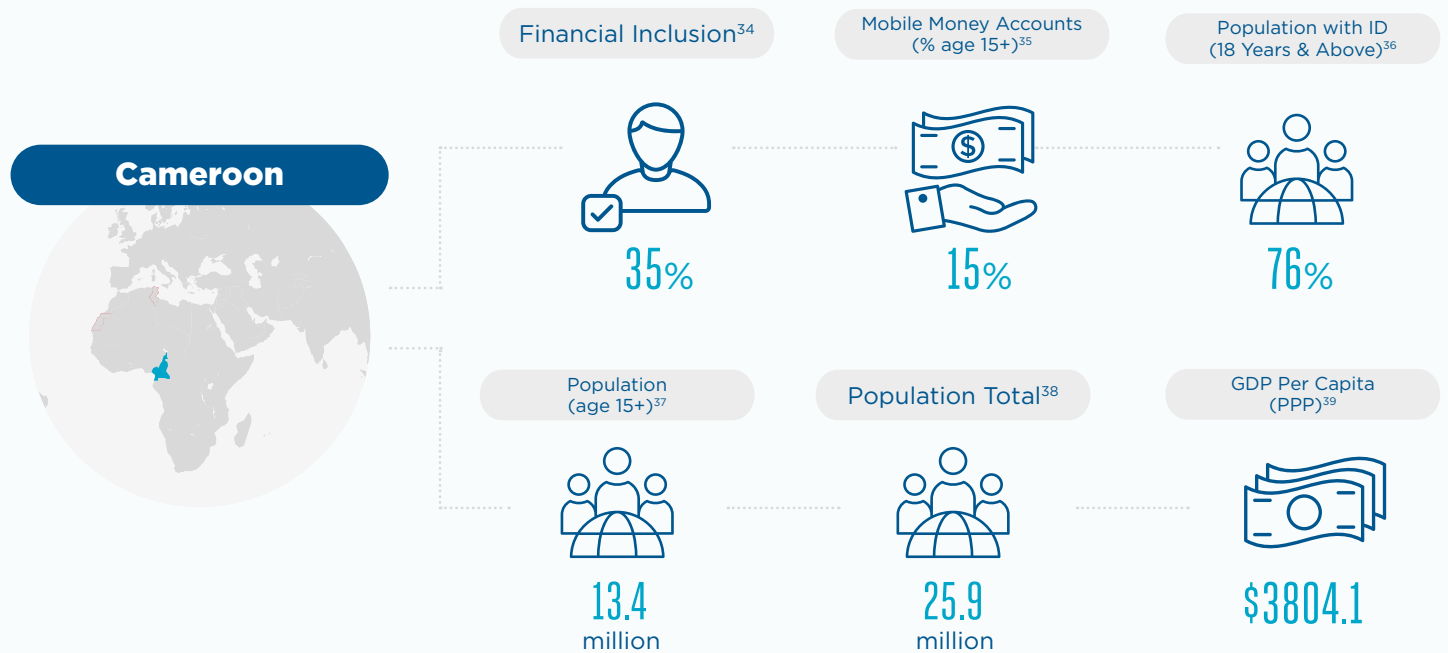 Cameroon
Financial Inclusion³⁴
Mobile Money Accounts
(% age 15+)³⁵
Population with ID
(18 Years & Above)³⁶
$
35%
15%
76%
Population
(age 15+)³⁷
Population Total³⁸
GDP Per Capita
(PPP)³⁹
13.4
million
25.9
million
$3804.1